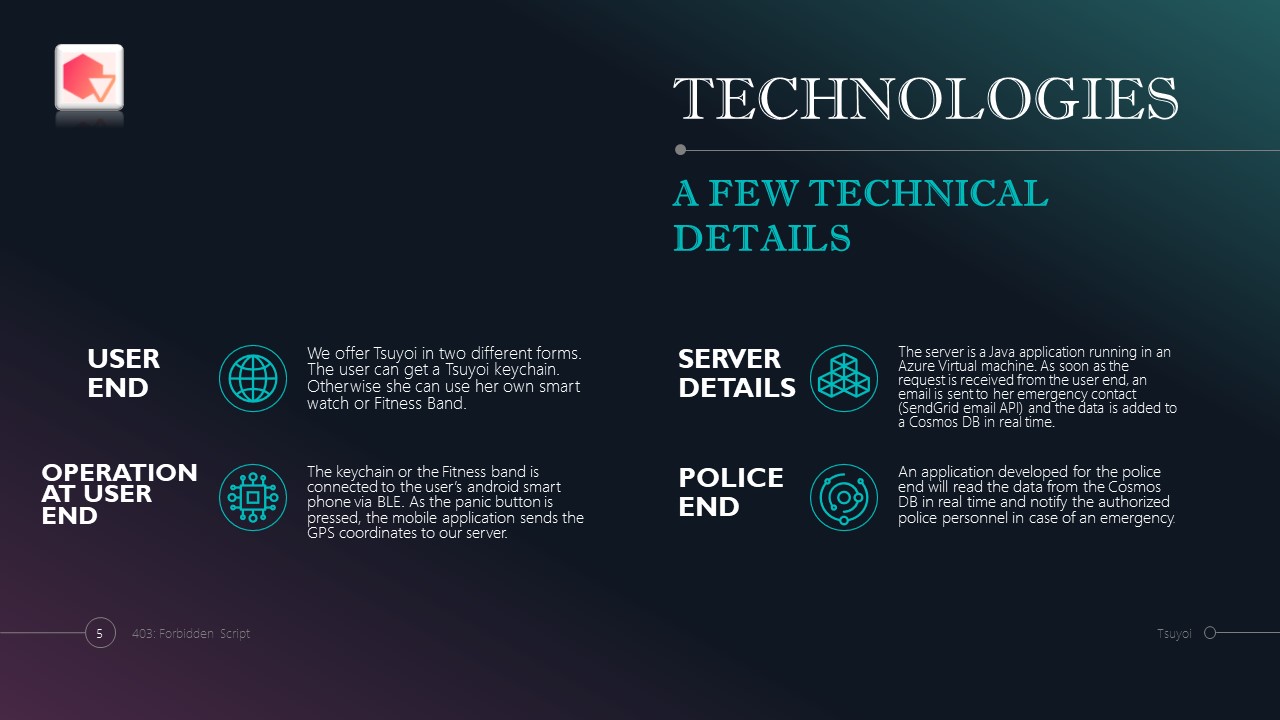 TECHNOLOGIES
A FEW TECHNICAL
DETAILS
USER
END
We offer Tsuyoi in two different forms.
The user can get a Tsuyoi keychain.
Otherwise she can use her own smart
watch or Fitness Band.
SERVER
DETAILS
The server is a Java application running in an
Azure Virtual machine. As soon as the
request is received from the user end, an
email is sent to her emergency contact
(SendGrid email API) and the data is added to
a Cosmos DB in real time.
OPERATION
AT USER
END
The keychain or the Fitness band is
connected to the user's android smart
phone via BLE. As the panic button is
pressed, the mobile application sends the
GPS coordinates to our server.
POLICE
END
An application developed for the police
end will read the data from the Cosmos
DB in real time and notify the authorized
police personnel in case of an emergency.
5
403: Forbidden Script
Tsuyoi